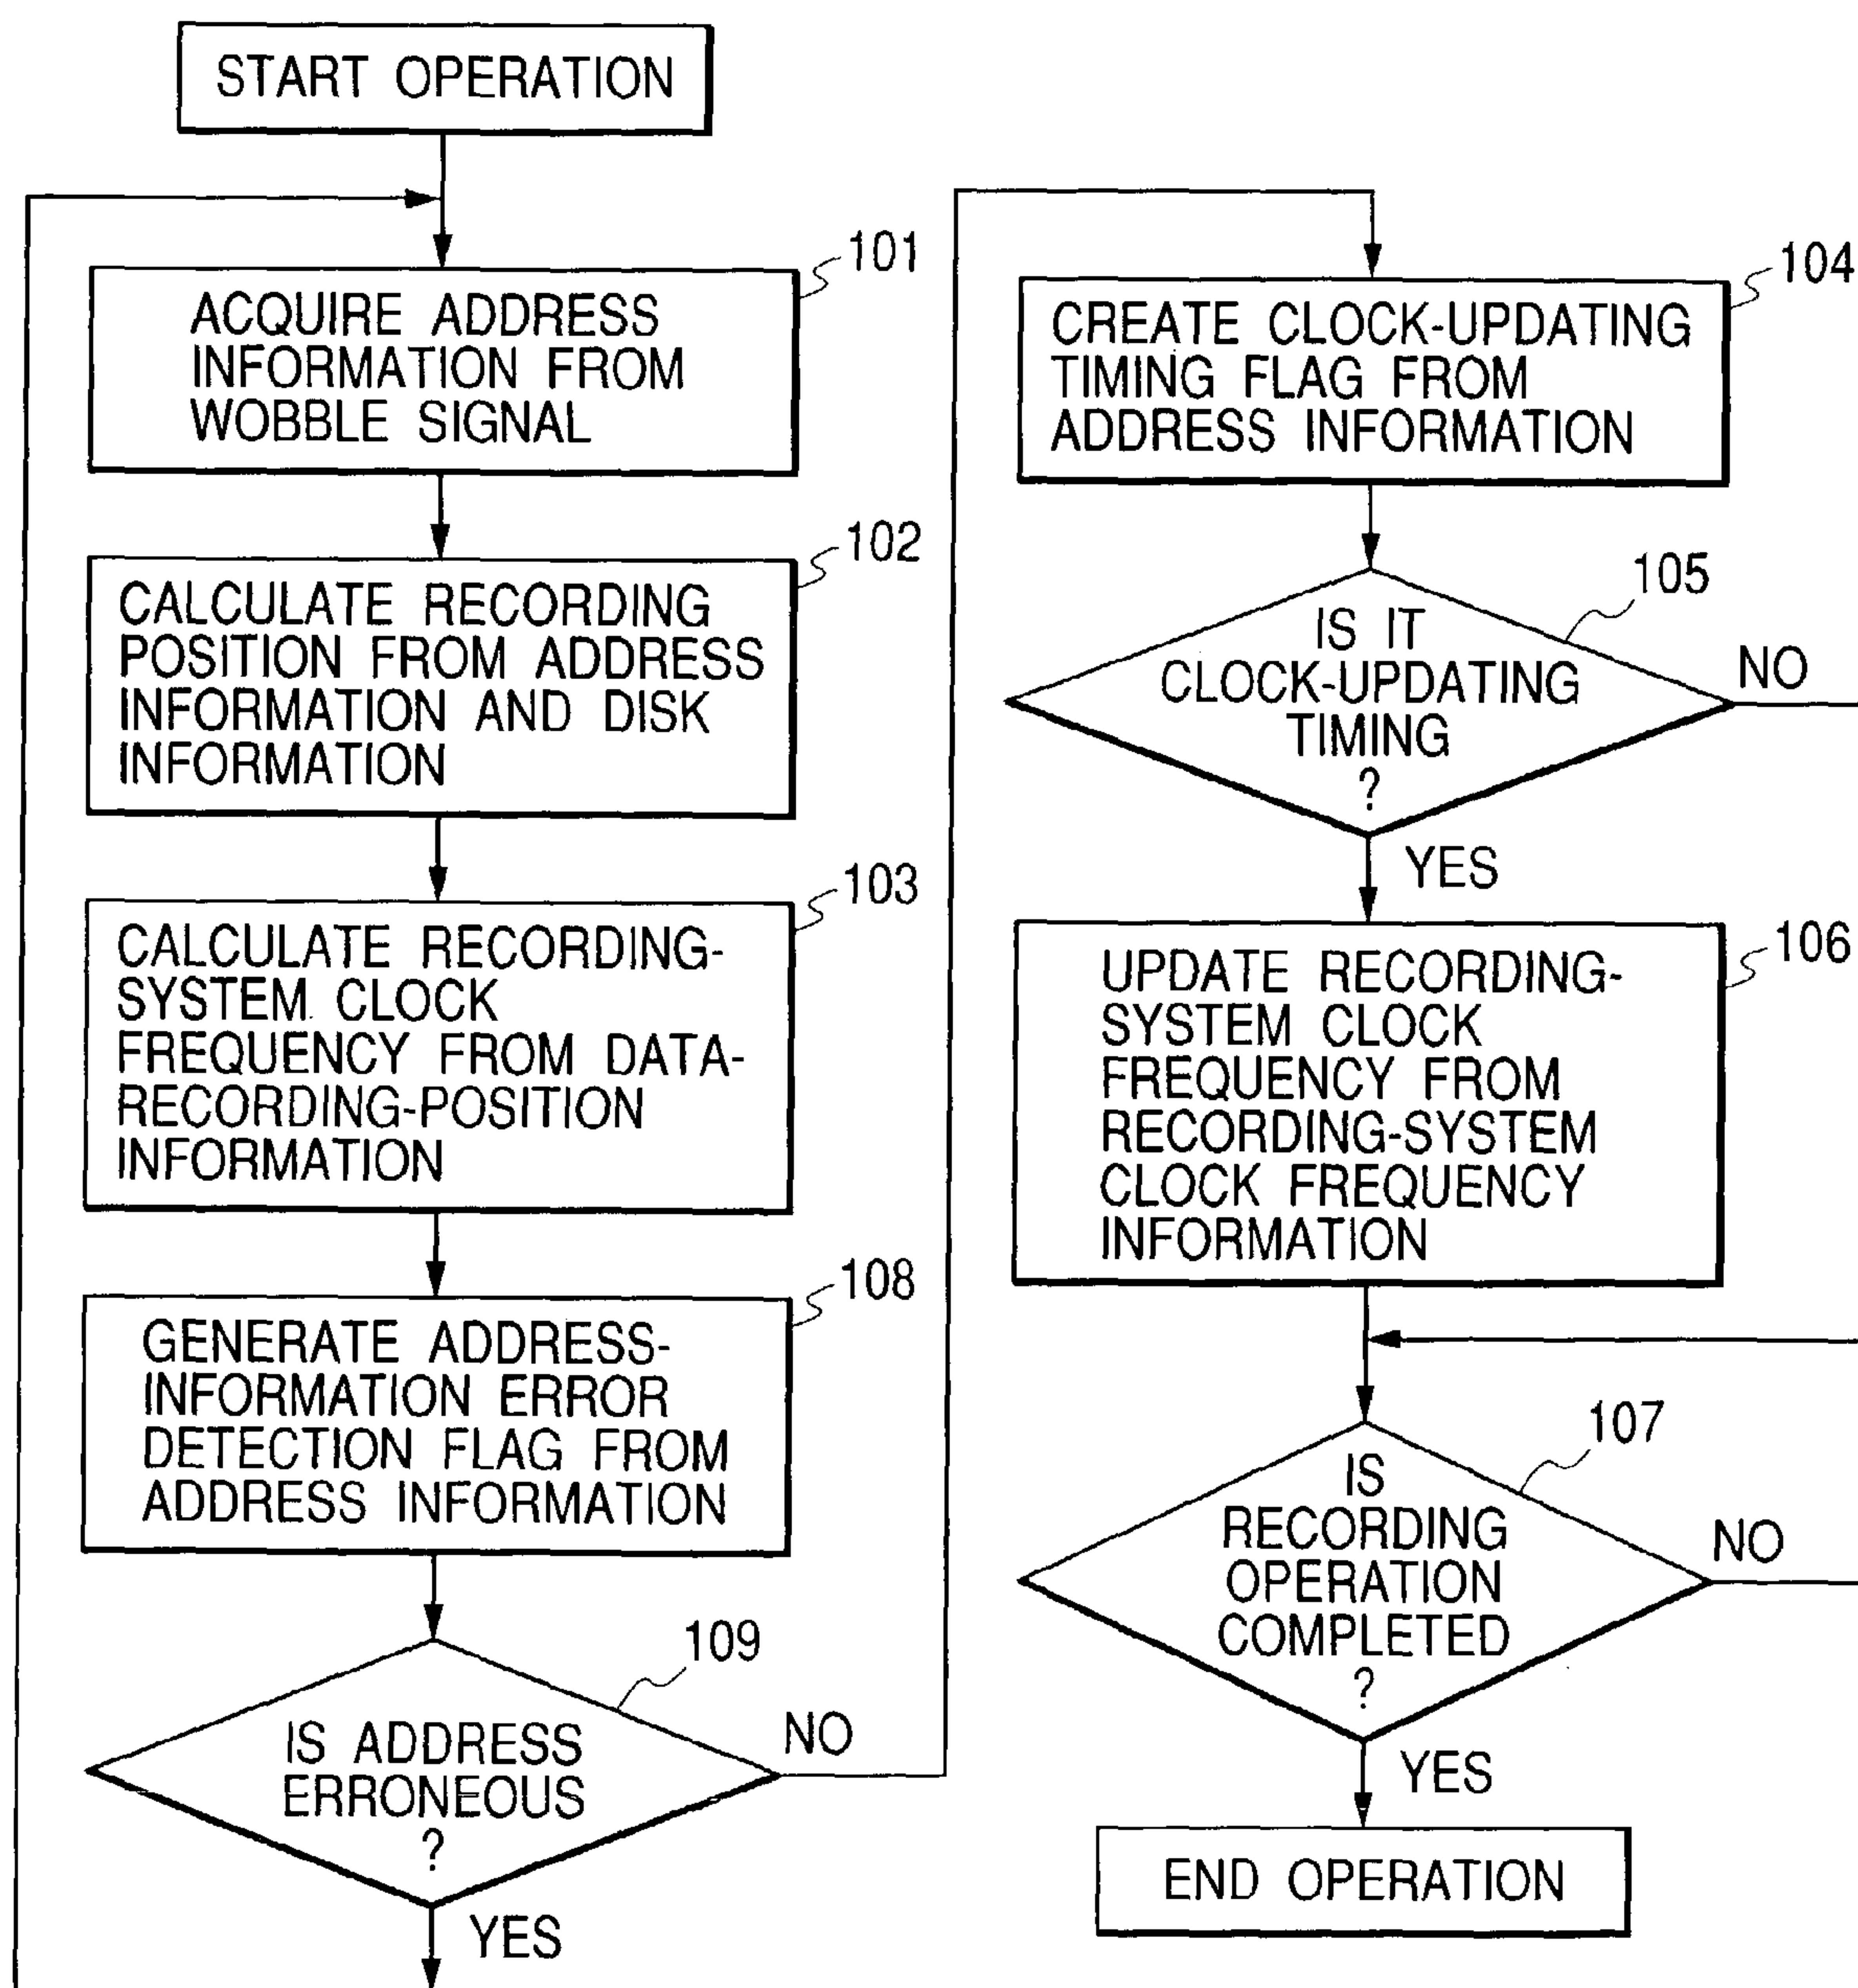 START OPERATION
101
ACQUIRE ADDRESS
INFORMATION FROM
WOBBLE SIGNAL
102
CALCULATE RECORDING
POSITION FROM ADDRESS
INFORMATION AND DISK
INFORMATION
103
CALCULATE RECORDING-
SYSTEM CLOCK
FREQUENCY FROM DATA-
RECORDING-POSITION
INFORMATION
108
GENERATE ADDRESS-
INFORMATION ERROR
DETECTION FLAG FROM
ADDRESS INFORMATION
109
IS ADDRESS
ERRONEOUS
?
NO
YES
104
CREATE CLOCK-UPDATING
TIMING FLAG FROM
ADDRESS INFORMATION
105
IS IT
CLOCK-UPDATING
TIMING
?
NO
YES
106
UPDATE RECORDING-
SYSTEM CLOCK
FREQUENCY FROM
RECORDING-SYSTEM
CLOCK FREQUENCY
INFORMATION
107
IS
RECORDING
OPERATION
COMPLETED
?
NO
YES
END OPERATION